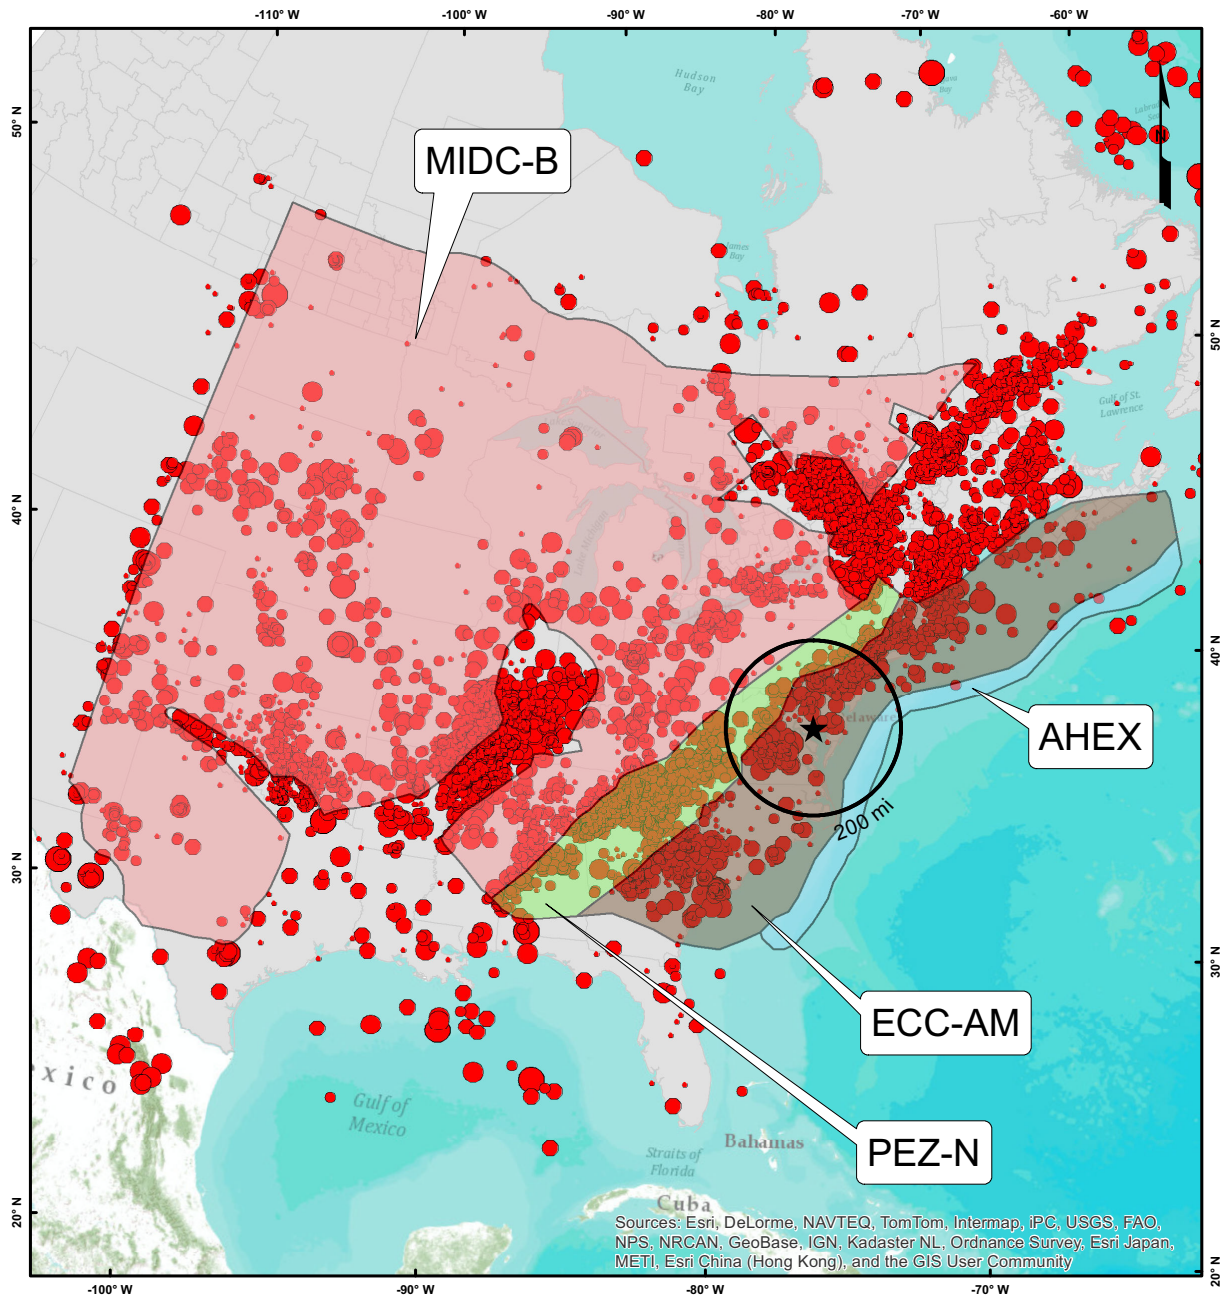 -110° W
-100° W
-90° W
-80° W
-70° W
-60° W
50° N
40° N
30° N
20° N
50° N
40° N
30° N
20° N
Hudson
Bay
MIDC-B
James
Bay
Gulf of St.
Lawrence
AHEX
200 mi
ECC-AM
PEZ-N
Gulf of
Mexico
Straits of
Florida
Bahamas
Cuba
Sources: Esri, DeLorme, NAVTEQ, TomTom, Intermap, iPC, USGS, FAO,
NPS, NRCAN, GeoBase, IGN, Kadaster NL, Ordnance Survey, Esri Japan,
METI, Esri China (Hong Kong), and the GIS User Community
-100° W
-90° W
-80° W
-70° W